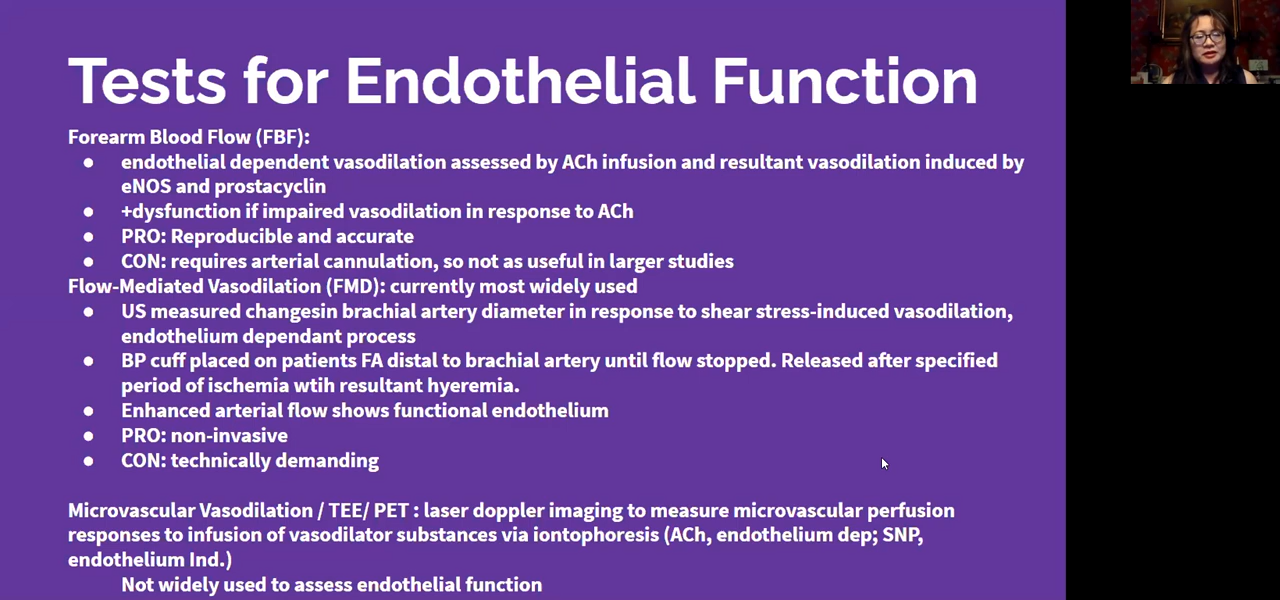 Tests for Endothelial Function
Forearm Blood Flow (FBF):
● endothelial dependent vasodilation assessed by ACh infusion and resultant vasodilation induced by
eNOS and prostacyclin
● +dysfunction if impaired vasodilation in response to ACh
● PRO: Reproducible and accurate
● CON: requires arterial cannulation, so not as useful in larger studies
Flow-Mediated Vasodilation (FMD): currently most widely used
● US measured changesin brachial artery diameter in response to shear stress-induced vasodilation,
endothelium dependant process
● BP cuff placed on patients FA distal to brachial artery until flow stopped. Released after specified
period of ischemia wtih resultant hyeremia.
● Enhanced arterial flow shows functional endothelium
● PRO: non-invasive
● CON: technically demanding
Microvascular Vasodilation / TEE/ PET : laser doppler imaging to measure microvascular perfusion
responses to infusion of vasodilator substances via iontophoresis (ACh, endothelium dep; SNP,
endothelium Ind.)
Not widely used to assess endothelial function